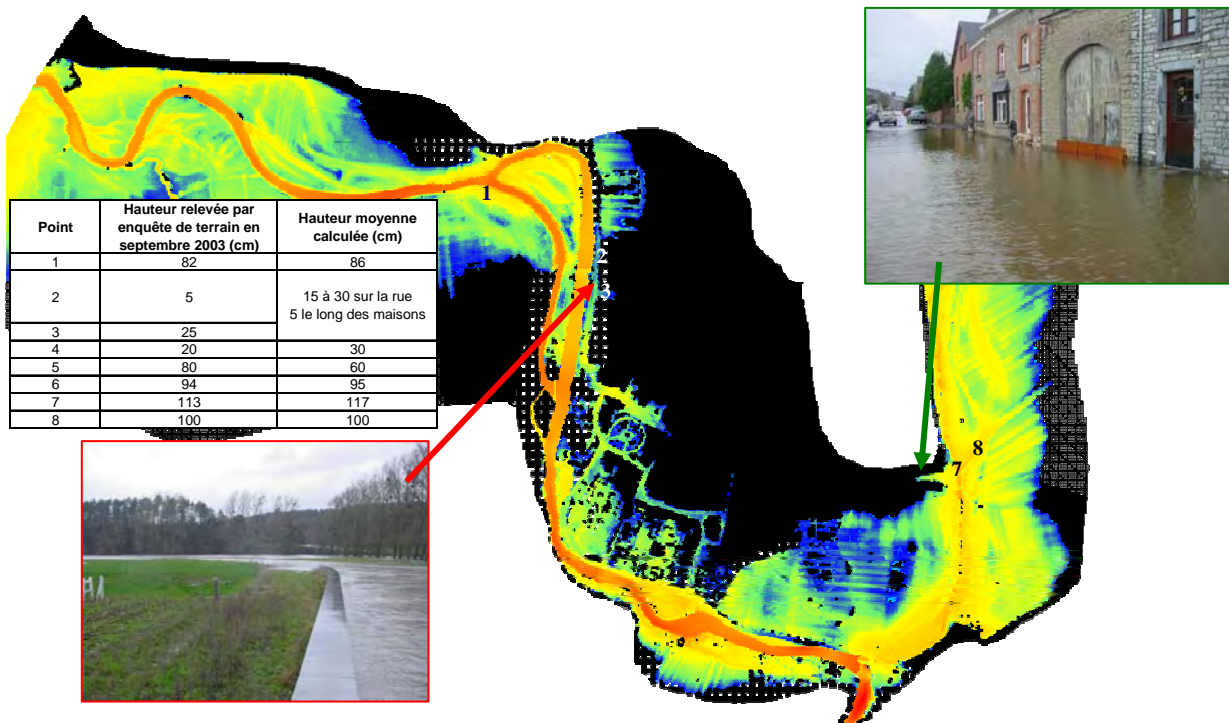 Point | Hauteur relevée par enquête de terrain en septembre 2003 (cm) | Hauteur moyenne calculée (cm)
1 | 82 | 86
2 | 5 | 15 à 30 sur la rue 5 le long des maisons
3 | 25
4 | 20 | 30
5 | 80 | 60
6 | 94 | 95
7 | 113 | 117
8 | 100 | 100
1
2
3
8
7
5